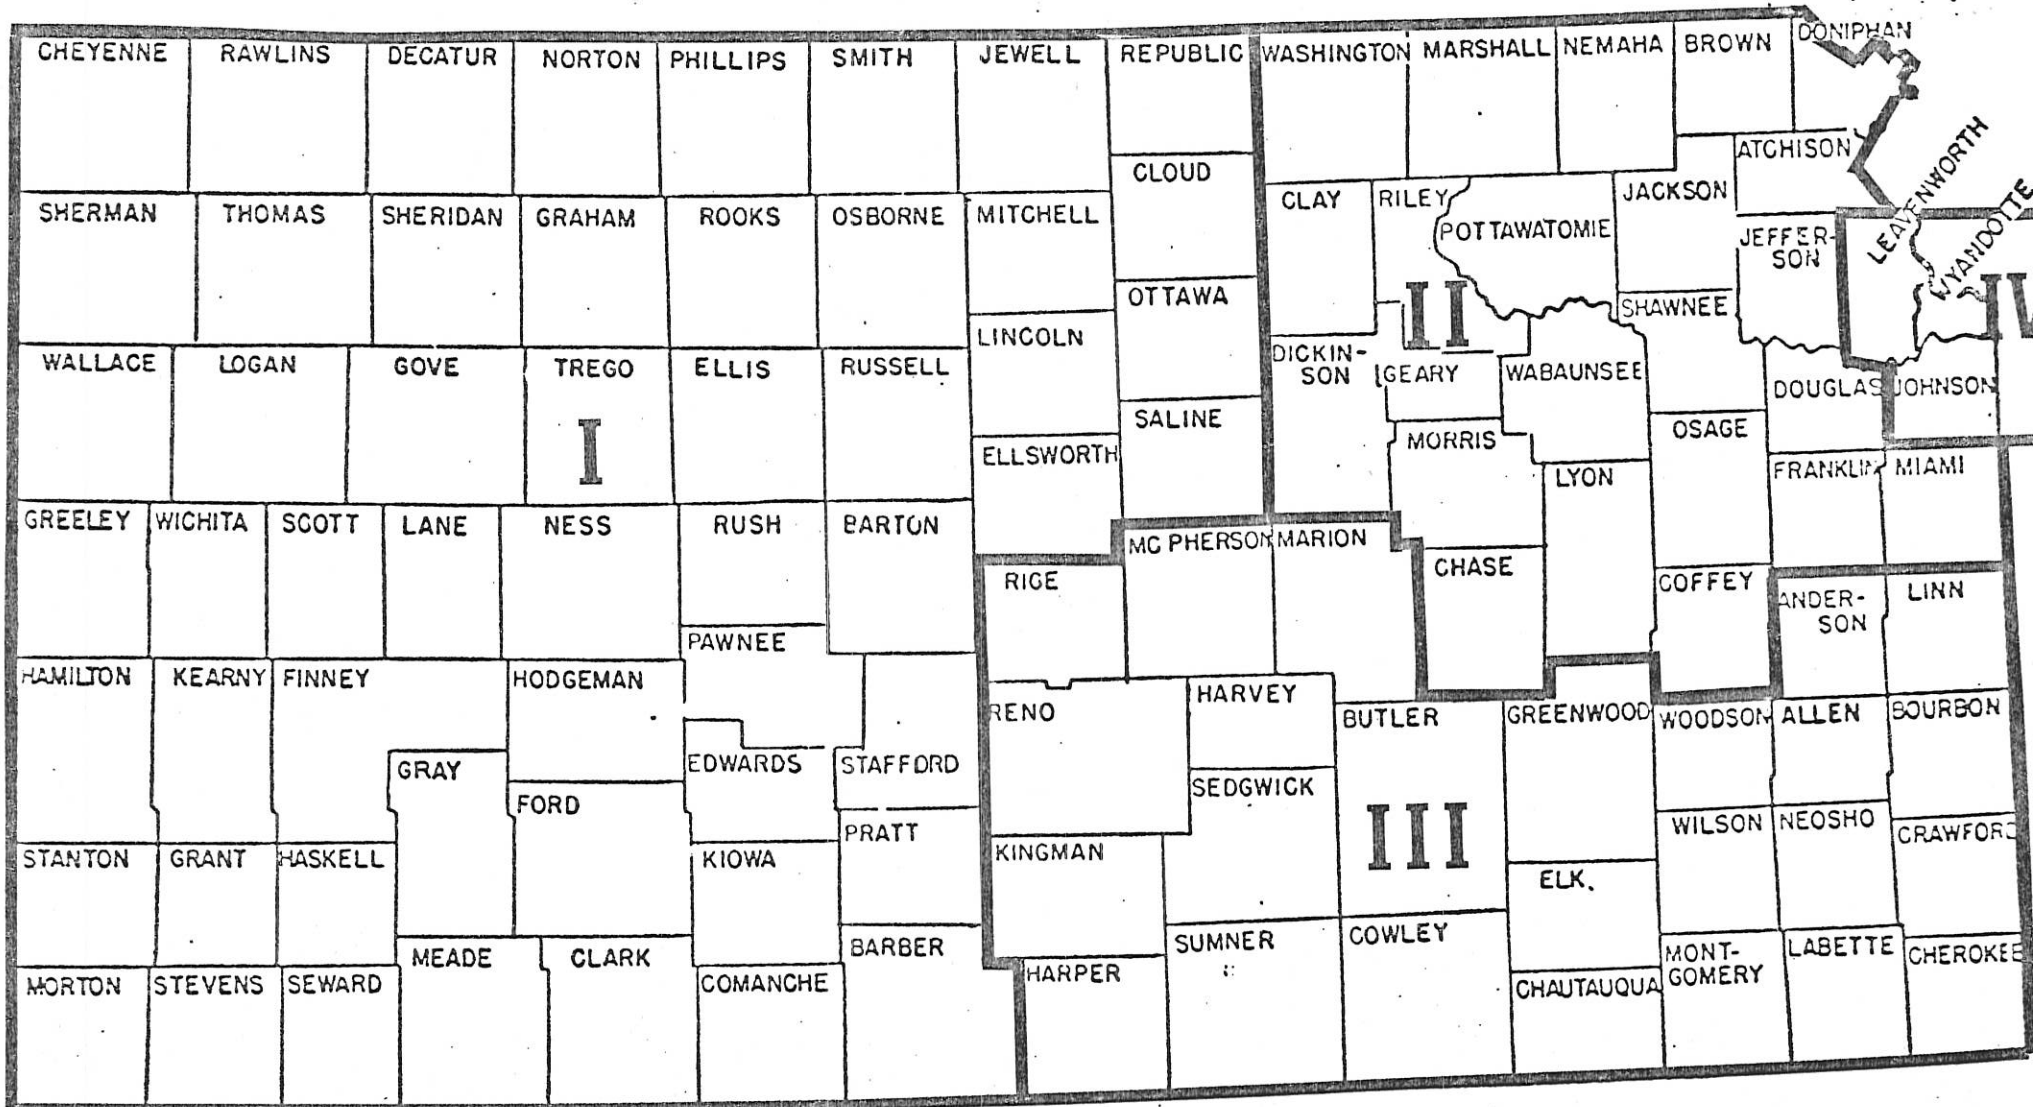 CHEYENNE RAWLINS DECATUR NORTON PHILLIPS SMITH JEWELL REPUBLIC WASHINGTON MARSHALL NEMAHA BROWN DONIPHAN
ATCHISON
CLOUD
SHERMAN THOMAS SHERIDAN GRAHAM ROOKS OSBORNE MITCHELL CLAY RILEY JACKSON LEAVENWORTH
POTTAWATOMIE
JEFFER-
SON
WYANDOTTE
OTTAWA
SHAWNEE
II
IV
LINCOLN
WALLACE LOGAN GOVE TREGO ELLIS RUSSELL
DICKIN-
SON
GEARY WABAUNSEE
DOUGLAS JOHNSON
SALINE
I
ELLSWORTH
MORRIS
OSAGE
FRANKLIN MIAMI
LYON
GREELEY WICHITA SCOTT LANE NESS RUSH BARTON
MC PHERSON MARION
CHASE
RICE
COFFEY
ANDER-
SON
LINN
PAWNEE
HAMILTON KEARNY FINNEY HODGEMAN
RENO
HARVEY
BUTLER GREENWOOD WOODSON ALLEN BOURBON
GRAY
EDWARDS STAFFORD
SEDGWICK
FORD
III
WILSON NEOSHO
CRAWFORD
PRATT
STANTON GRANT HASKELL KIOWA KINGMAN
ELK.
MEADE CLARK BARBER SUMNER COWLEY
MONT-
GOMERY
LABETTE CHEROKEE
MORTON STEVENS SEWARD COMANCHE HARPER CHAUTAUQUA